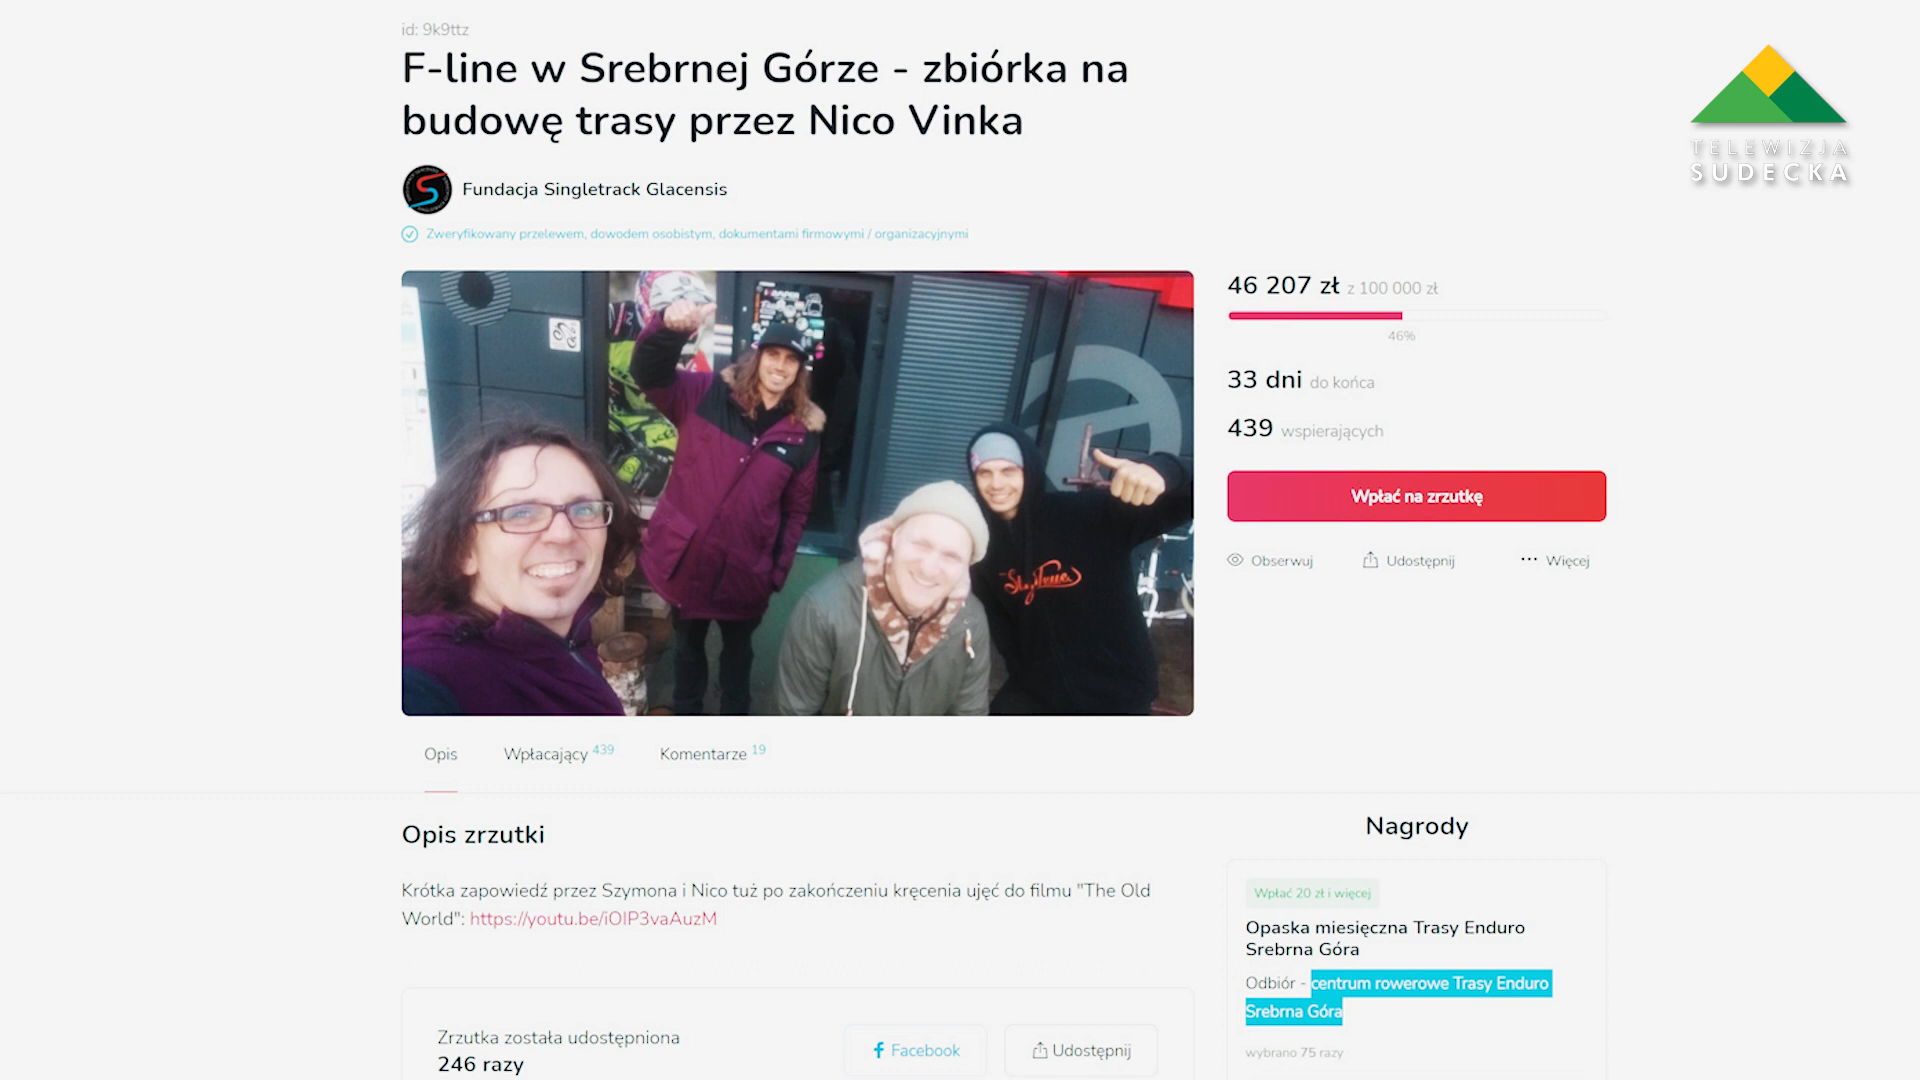 id: 9k9ttz
F-line w Srebrnej Górze - zbiórka na
budowę trasy przez Nico Vinka
Fundacja Singletrack Glacensis
Zweryfikowany przelewem, dowodem osobistym, dokumentami firmowymi / organizacyjnymi
TELEWIZJA
SUDECKA
46 207 zł z 100 000 zł
46%
33 dni do końca
439 wspierających
Wpłać na zrzutkę
Obserwuj Udostępnij ··· Więcej
Opis Wpłacający 439 Komentarze 19
Opis zrzutki
Krótka zapowiedź przez Szymona i Nico tuż po zakończeniu kręcenia ujęć do filmu "The Old
World": https://youtu.be/iOIP3vaAuzM
Zrzutka została udostępniona
246 razy
Facebook Udostępnij
Nagrody
Wpłać 20 zł i więcej
Opaska miesięczna Trasy Enduro
Srebrna Góra
Odbiór - centrum rowerowe Trasy Enduro
Srebrna Góra
wybrano 75 razy